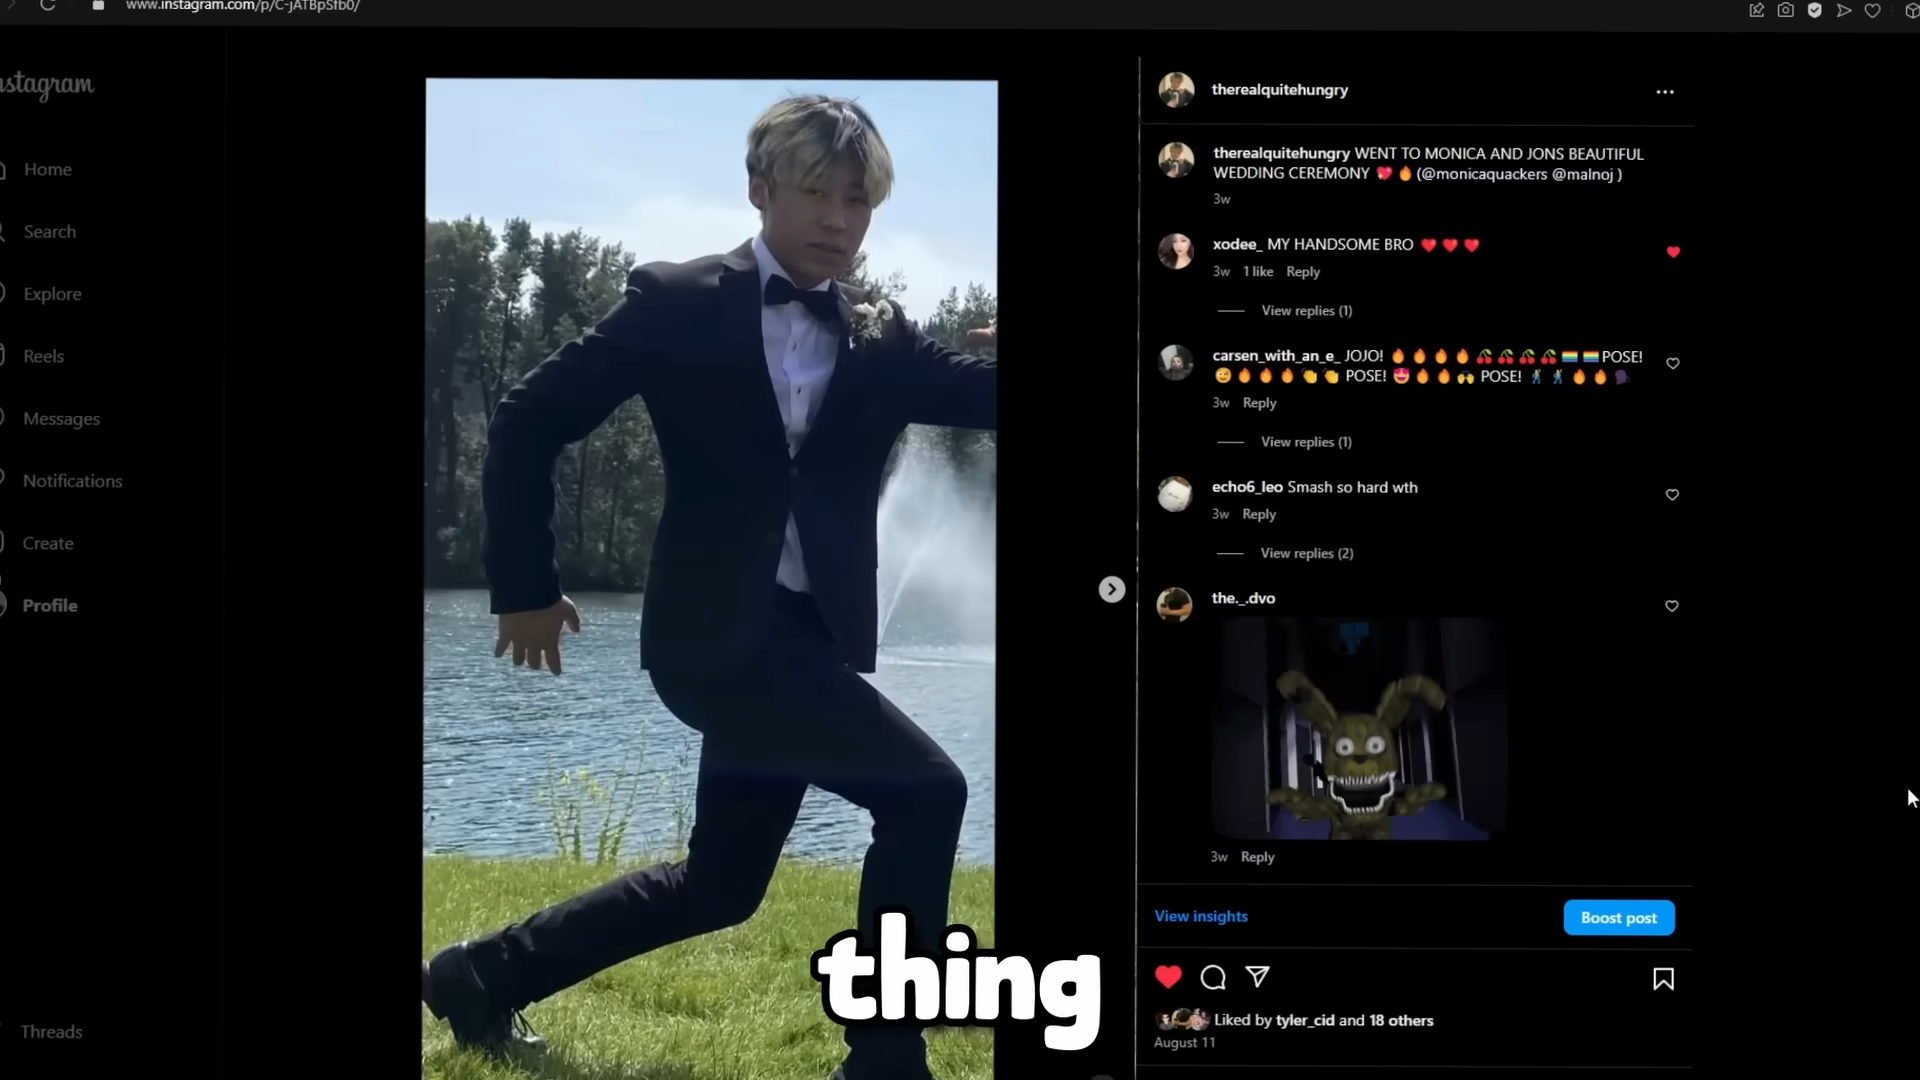 www.instagram.com/p/C-jATBpSfb0/
nstagram
Home
Search
Explore
Reels
Messages
Notifications
Create
Profile
Threads
therealquitehungry
therealquitehungry WENT TO MONICA AND JONS BEAUTIFUL
WEDDING CEREMONY 💖 🔥 (@monicaquackers @malnoj )
3w
xodee_ MY HANDSOME BRO ❤️ ❤️ ❤️
3w 1 like Reply
View replies (1)
carsen_with_an_e_ JOJO! 🔥 🔥 🔥 🔥 🍒 🍒 🍒 🍒 🏳️‍🌈 🏳️‍🌈 POSE!
😉 🔥 🔥 🔥 👏 👏 POSE! 😍 🔥 🔥 🙌 POSE! 🕺 🕺 🔥 🔥 🗣️
3w Reply
View replies (1)
echo6_leo Smash so hard wth
3w Reply
View replies (2)
the._.dvo
3w Reply
View insights
Boost post
Liked by tyler_cid and 18 others
August 11
thing